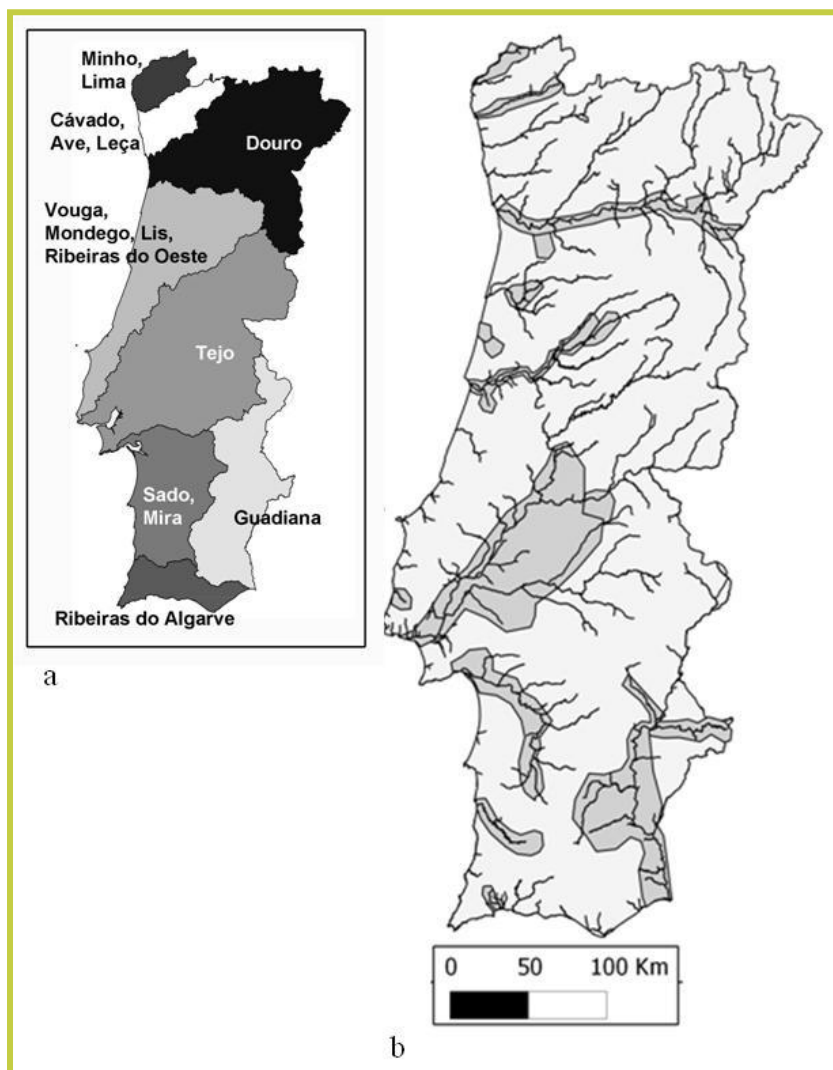 Minho,
Lima
Cávado,
Ave, Leça
Douro
Vouga,
Mondego, Lis,
Ribeiras do Oeste
Tejo
Sado,
Mira
Guadiana
Ribeiras do Algarve
a
0 50 100 Km
b